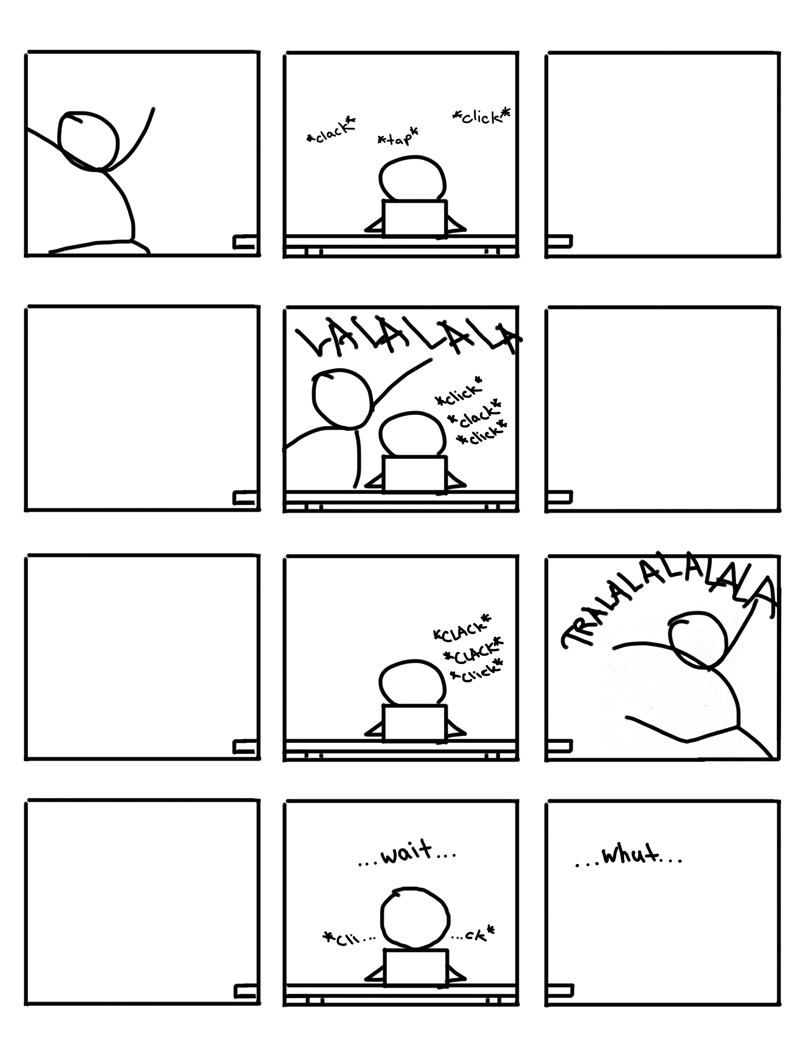 *clack*
*tap*
*click*
LALALALA
*click*
*clack*
*click*
*CLACK*
*CLACK*
*click*
TRALALALALALA
...wait...
*cli...
...ck*
...whut...